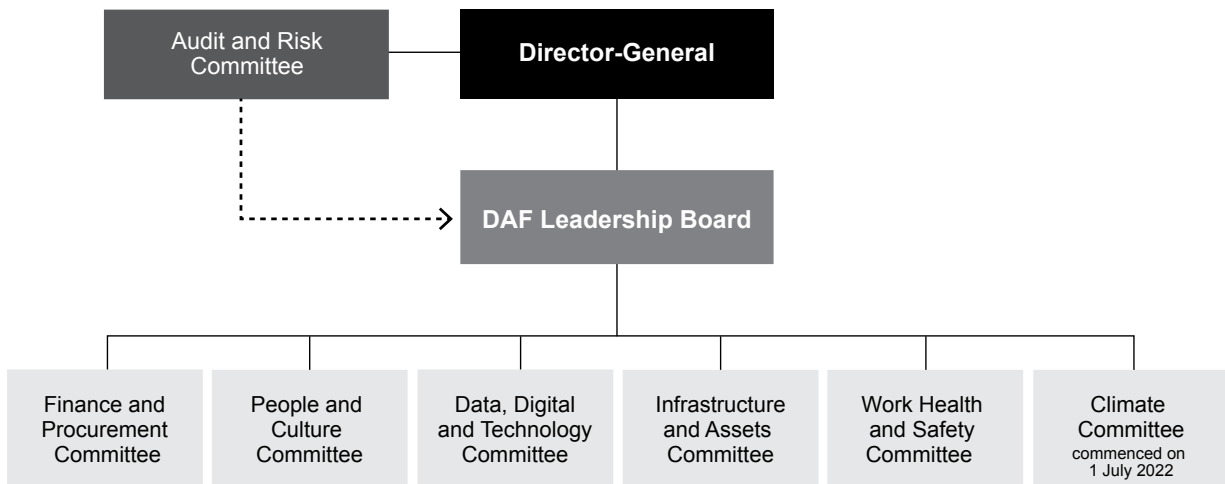 Audit and Risk
Committee
Director-General
DAF Leadership Board
Finance and
Procurement
Committee
People and
Culture
Committee
Data, Digital
and Technology
Committee
Infrastructure
and Assets
Committee
Work Health
and Safety
Committee
Climate
Committee
commenced on
1 July 2022